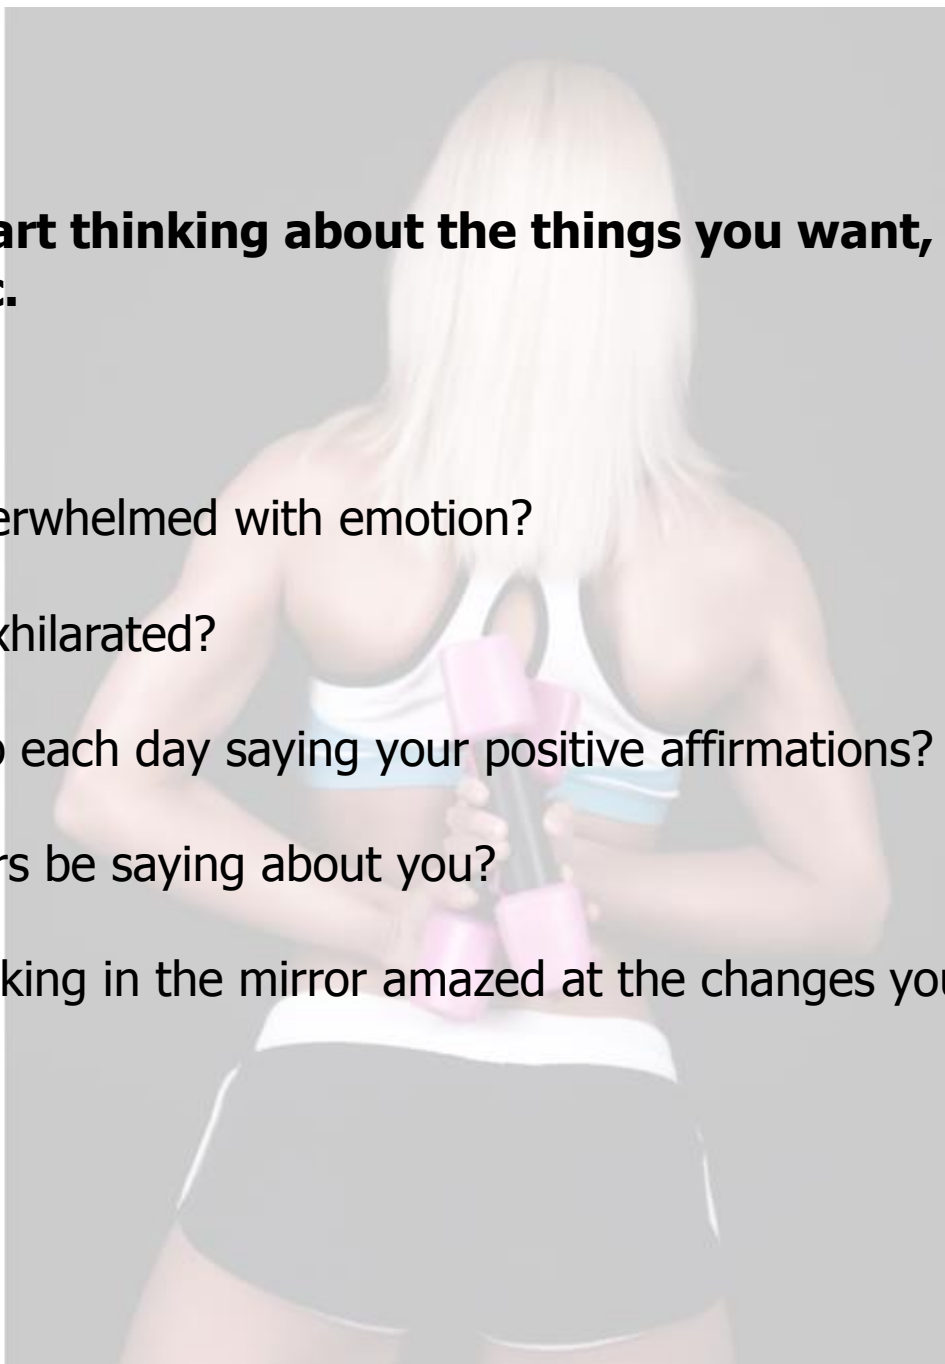 art thinking about the things you want,
c.
erwhelmed with emotion?
xhilarated?
p each day saying your positive affirmations?
rs be saying about you?
king in the mirror amazed at the changes you